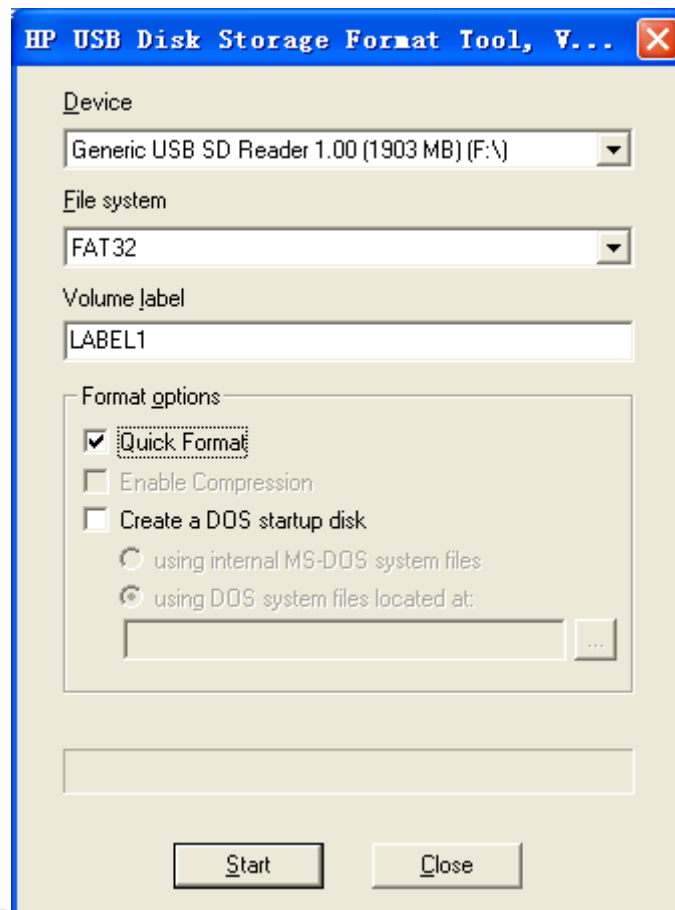 HP USB Disk Storage Format Tool, V...
Device
Generic USB SD Reader 1.00 (1903 MB) (F:\)
File system
FAT32
Volume label
LABEL1
Format options
Quick Format
Enable Compression
Create a DOS startup disk
using internal MS-DOS system files
using DOS system files located at:
...
Start
Close